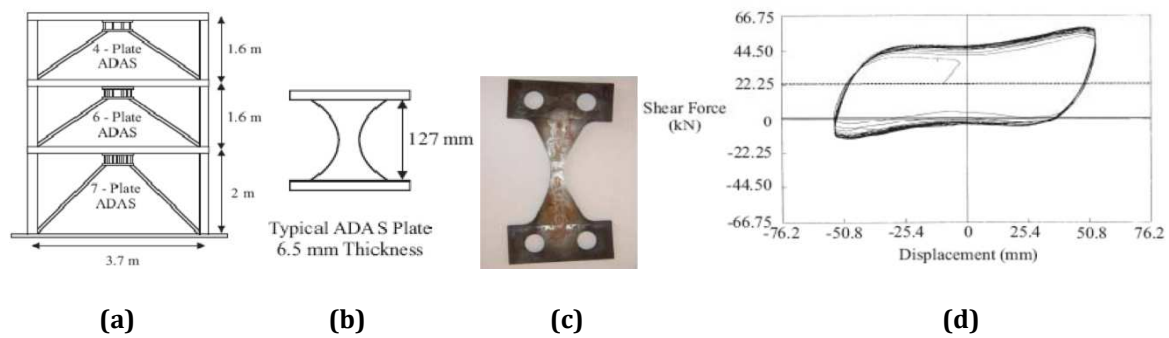 4 - Plate
ADAS
6 - Plate
ADAS
7 - Plate
ADAS
1.6 m
1.6 m
2 m
3.7 m
127 mm
Typical ADAS Plate
6.5 mm Thickness
Shear Force
(kN)
66.75
44.50
22.25
0
-22.25
-44.50
-66.75
-76.2 -50.8 -25.4 0 25.4 50.8 76.2
Displacement (mm)
(a) (b) (c) (d)